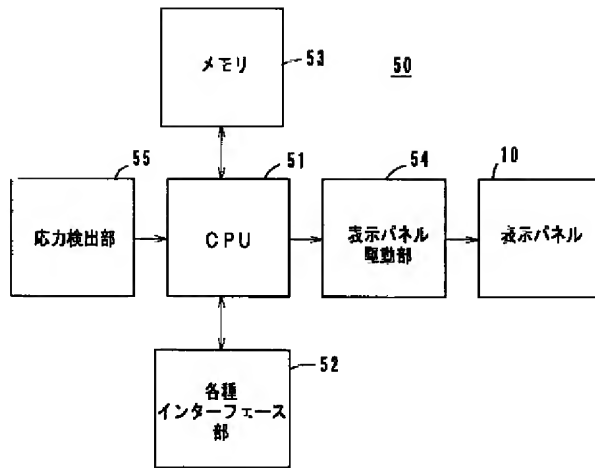 メモリ
53
50
55
51
54
10
応力検出部
CPU
表示パネル
駆動部
表示パネル
各種
インターフェース
部
52